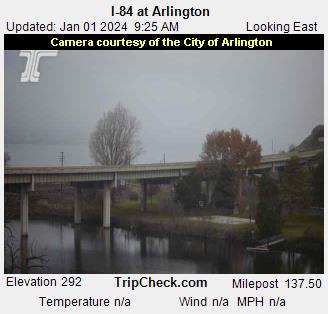 I-84 at Arlington
Updated: Jan 01 2024 9:25 AM Looking East
Camera courtesy of the City of Arlington
Elevation 292 TripCheck.com Milepost 137.50
Temperature n/a Wind n/a MPH n/a